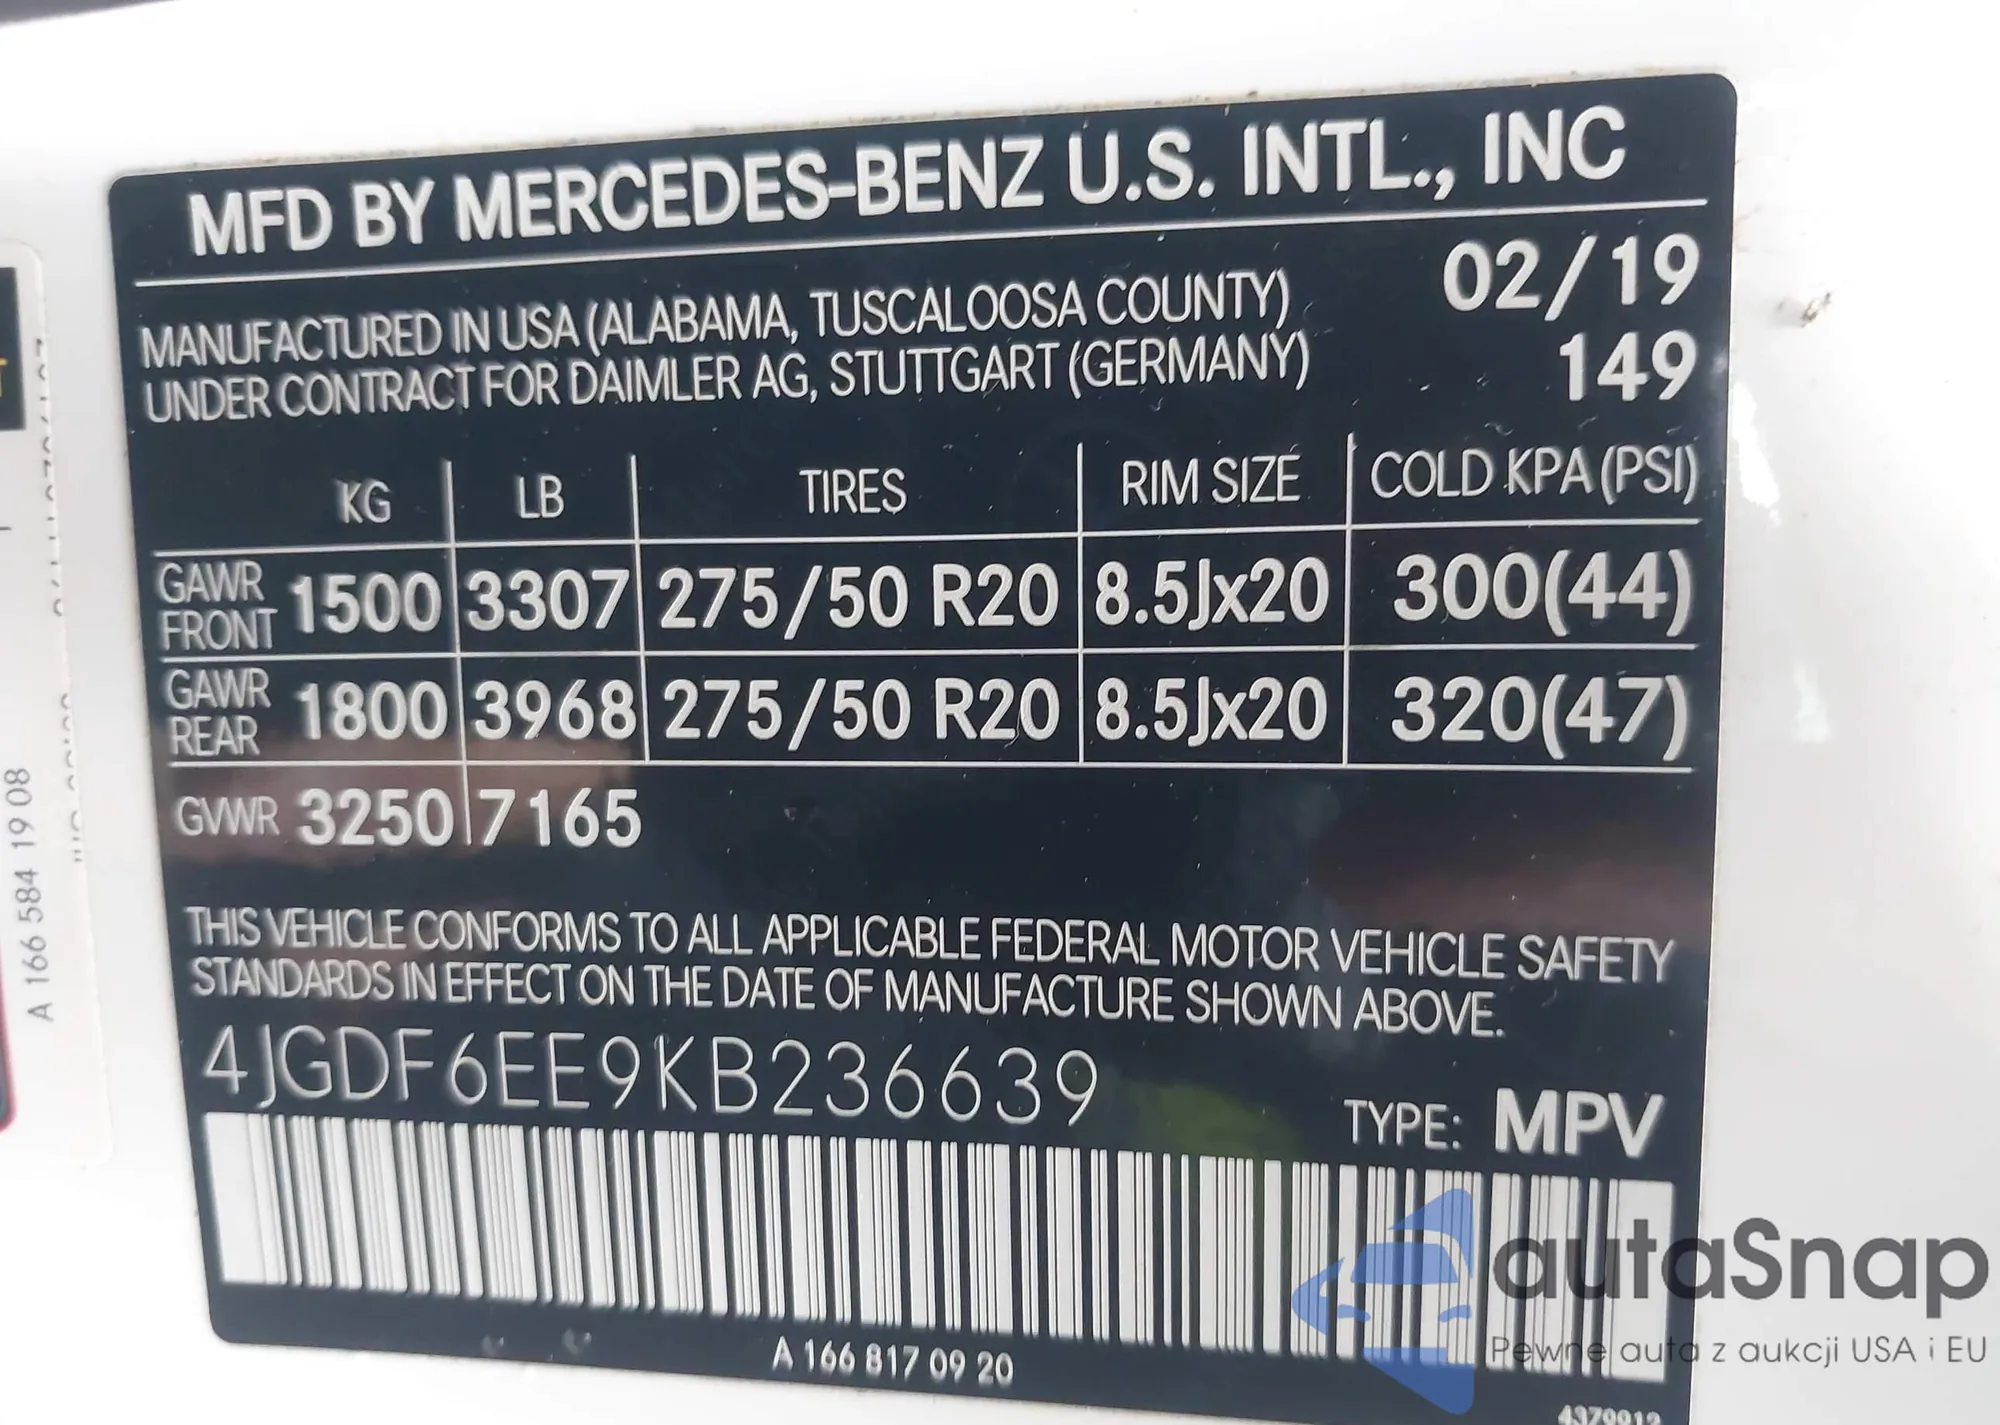 MFD BY MERCEDES-BENZ U.S. INTL., INC
MANUFACTURED IN USA (ALABAMA, TUSCALOOSA COUNTY) 02/19
UNDER CONTRACT FOR DAIMLER AG, STUTTGART (GERMANY) 149
KG LB TIRES RIM SIZE COLD KPA (PSI)
GAWR FRONT 1500 3307 275/50 R20 8.5Jx20 300(44)
GAWR REAR 1800 3968 275/50 R20 8.5Jx20 320(47)
GVWR 3250 7165
THIS VEHICLE CONFORMS TO ALL APPLICABLE FEDERAL MOTOR VEHICLE SAFETY
STANDARDS IN EFFECT ON THE DATE OF MANUFACTURE SHOWN ABOVE.
4JGDF6EE9KB236639
TYPE: MPV
A 166 817 09 20
A 166 584 19 08
autaSnap
Pewne auta z aukcji USA i EU